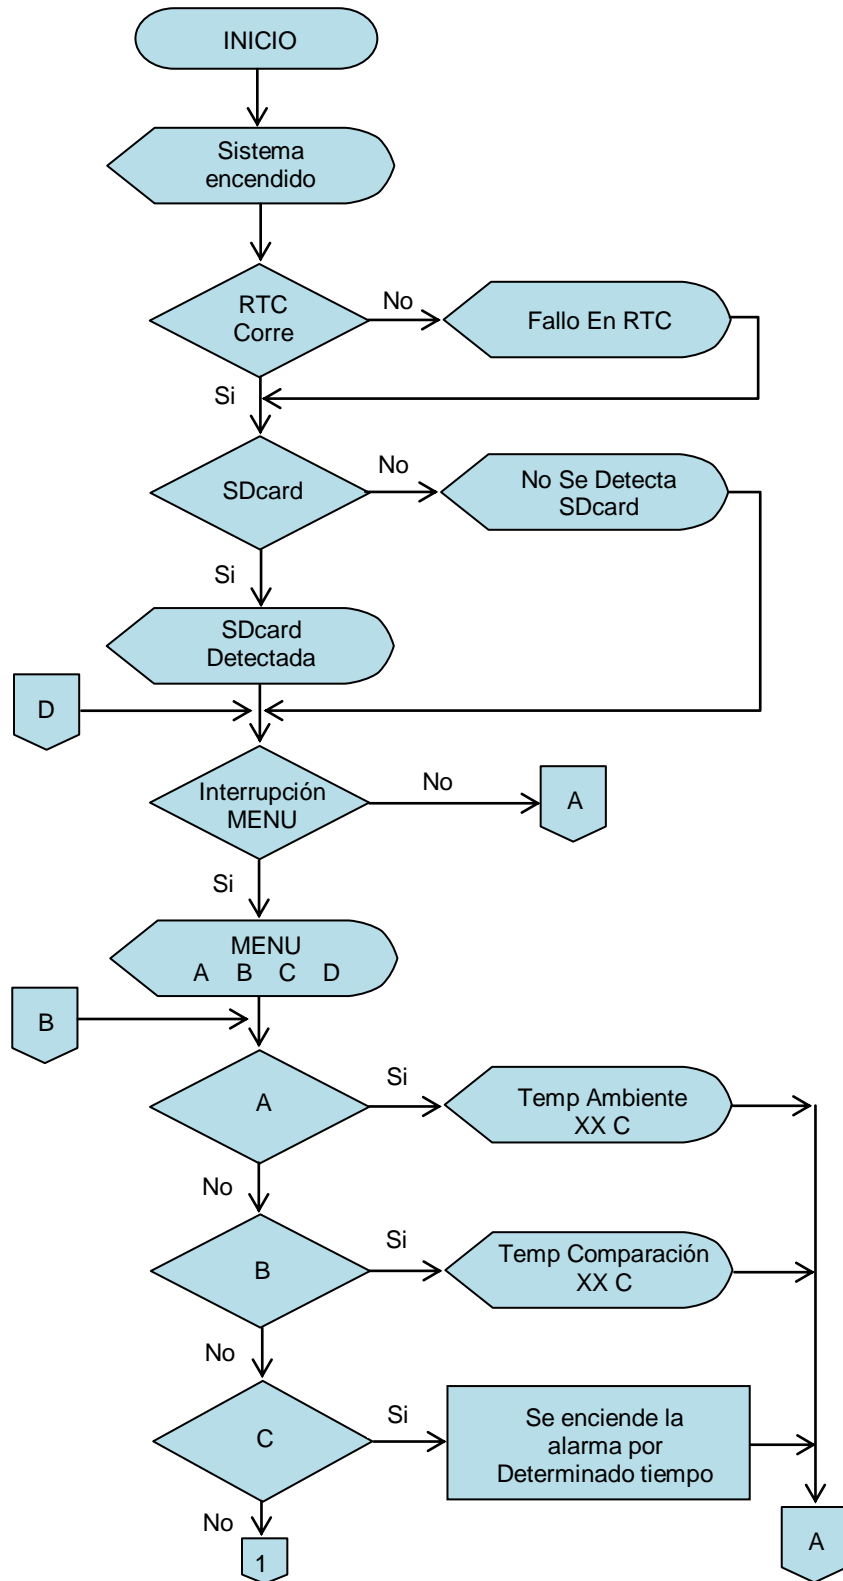 INICIO
Sistema
encendido
RTC
Corre
No
Fallo En RTC
Si
SDcard
No
No Se Detecta
SDcard
Si
SDcard
Detectada
D
Interrupción
MENU
No
A
Si
MENU
A B C D
B
A
Si
Temp Ambiente
XX C
No
B
Si
Temp Comparación
XX C
No
C
Si
Se enciende la
alarma por
Determinado tiempo
No
1
A